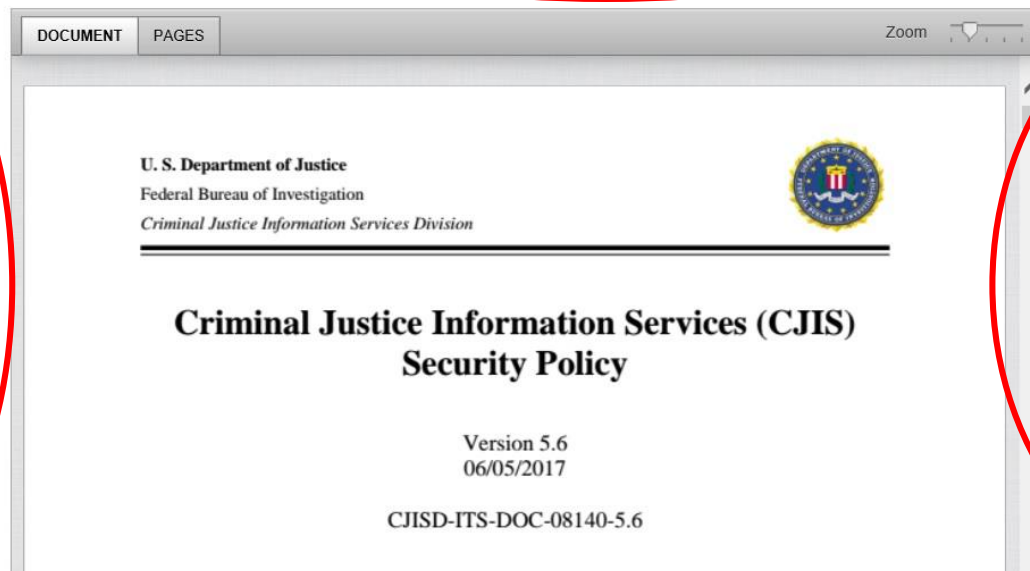 DOCUMENT PAGES Zoom
U. S. Department of Justice
Federal Bureau of Investigation
Criminal Justice Information Services Division
Criminal Justice Information Services (CJIS)
Security Policy
Version 5.6
06/05/2017
CJISD-ITS-DOC-08140-5.6